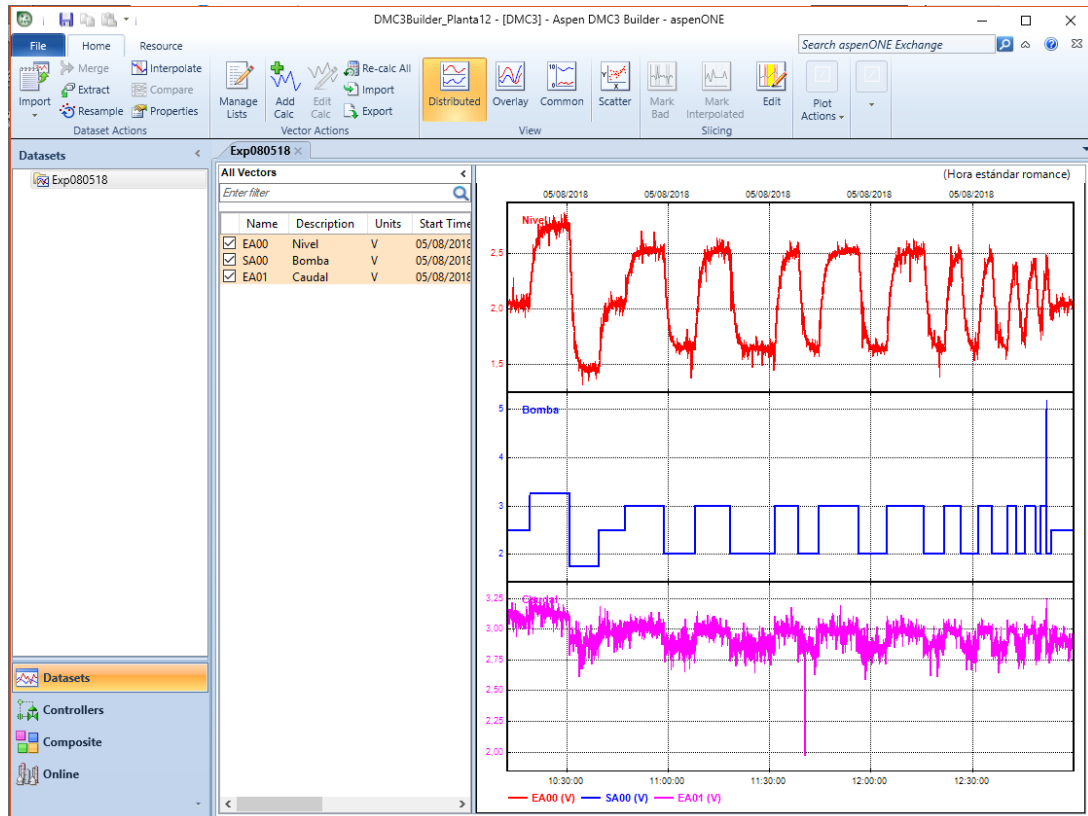 DMC3Builder_Planta12 - [DMC3] - Aspen DMC3 Builder - aspenONE
File Home Resource Search aspenONE Exchange
Import Merge Extract Resample Interpolate Compare Properties
Dataset Actions
Manage Lists Add Calc Edit Calc Re-calc All Import Export
Vector Actions
Distributed Overlay Common Scatter
View
Mark Bad Mark Interpolated Edit
Slicing
Plot Actions
Datasets
Exp080518
Exp080518
All Vectors
Enter filter
Name Description Units Start Time
EA00 Nivel V 05/08/2018
SA00 Bomba V 05/08/2018
EA01 Caudal V 05/08/2018
(Hora estándar romance)
05/08/2018 05/08/2018 05/08/2018 05/08/2018 05/08/2018
Nivel
2,5
2,0
1,5
Bomba
5
4
3
2
Caudal
3,25
3,00
2,75
2,50
2,25
2,00
10:30:00 11:00:00 11:30:00 12:00:00 12:30:00
EA00 (V) SA00 (V) EA01 (V)
Datasets
Controllers
Composite
Online